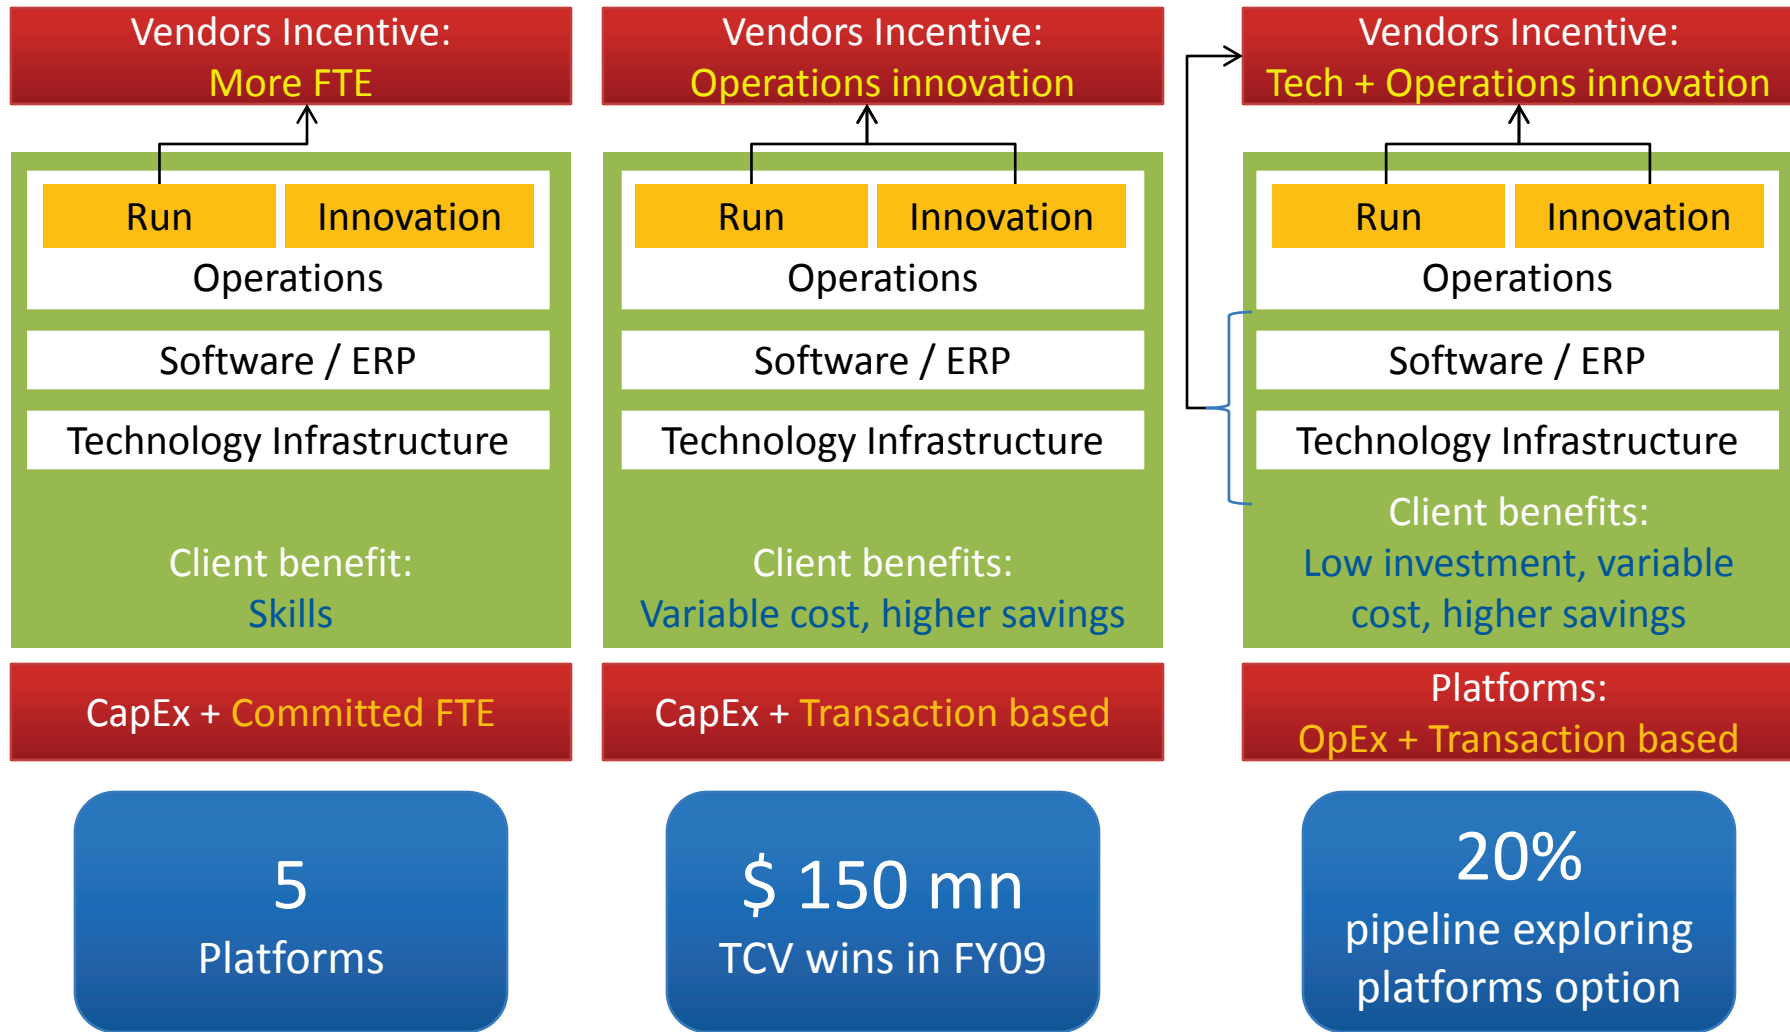 Vendors Incentive:
More FTE
Run
Innovation
Operations
Software / ERP
Technology Infrastructure
Client benefit:
Skills
CapEx + Committed FTE
5
Platforms
Vendors Incentive:
Operations innovation
Run
Innovation
Operations
Software / ERP
Technology Infrastructure
Client benefits:
Variable cost, higher savings
CapEx + Transaction based
$ 150 mn
TCV wins in FY09
Vendors Incentive:
Tech + Operations innovation
Run
Innovation
Operations
Software / ERP
Technology Infrastructure
Client benefits:
Low investment, variable
cost, higher savings
Platforms:
OpEx + Transaction based
20%
pipeline exploring
platforms option